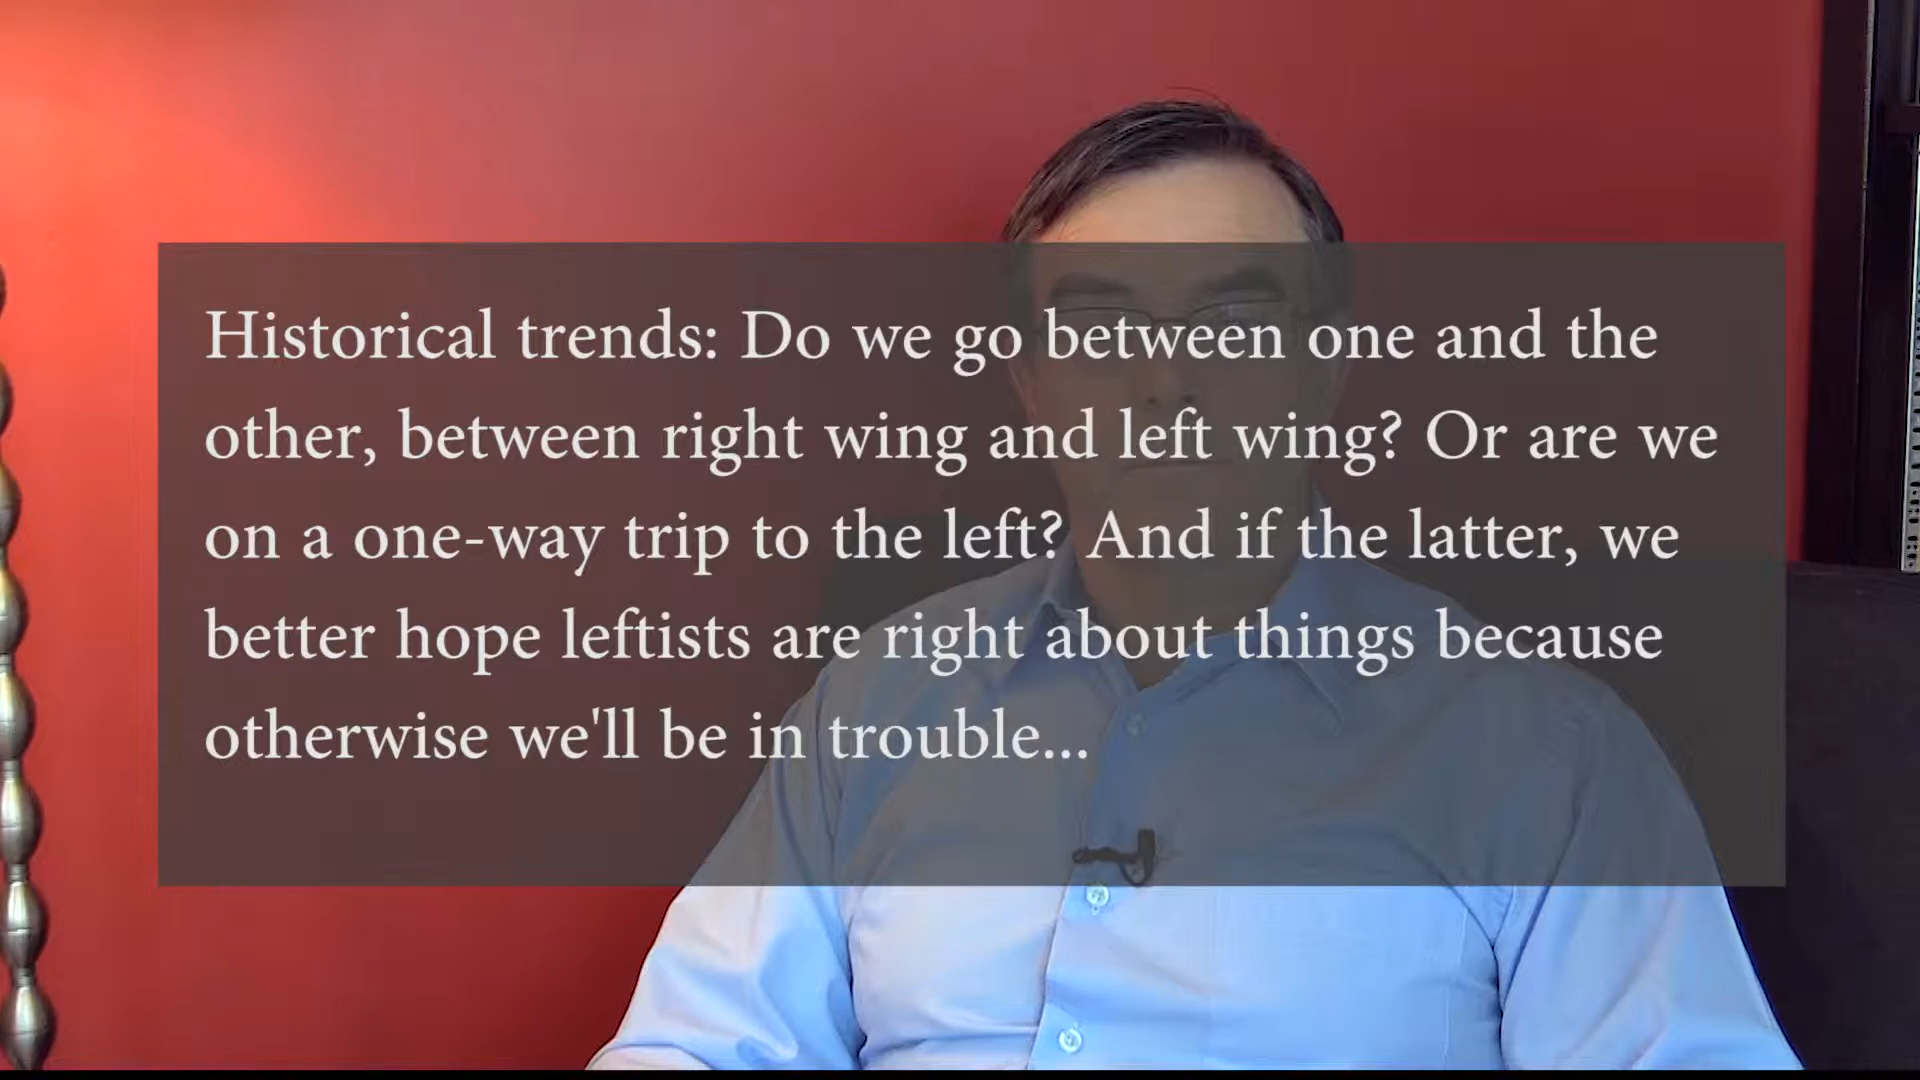 Historical trends: Do we go between one and the
other, between right wing and left wing? Or are we
on a one-way trip to the left? And if the latter, we
better hope leftists are right about things because
otherwise we'll be in trouble...